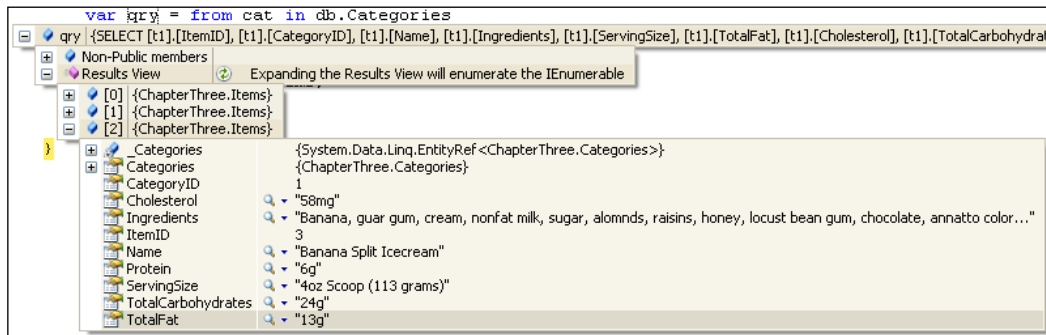 var qry = from cat in db.Categories
qry {SELECT [t1].[ItemID], [t1].[CategoryID], [t1].[Name], [t1].[Ingredients], [t1].[ServingSize], [t1].[TotalFat], [t1].[Cholesterol], [t1].[TotalCarbohydrat
Non-Public members
Results View Expanding the Results View will enumerate the IEnumerable
[0] {ChapterThree.Items}
[1] {ChapterThree.Items}
[2] {ChapterThree.Items}
} _Categories {System.Data.Linq.EntityRef<ChapterThree.Categories>}
Categories {ChapterThree.Categories}
CategoryID 1
Cholesterol "58mg"
Ingredients "Banana, guar gum, cream, nonfat milk, sugar, alomnds, raisins, honey, locust bean gum, chocolate, annatto color..."
ItemID 3
Name "Banana Split Icecream"
Protein "6g"
ServingSize "4oz Scoop (113 grams)"
TotalCarbohydrates "24g"
TotalFat "13g"